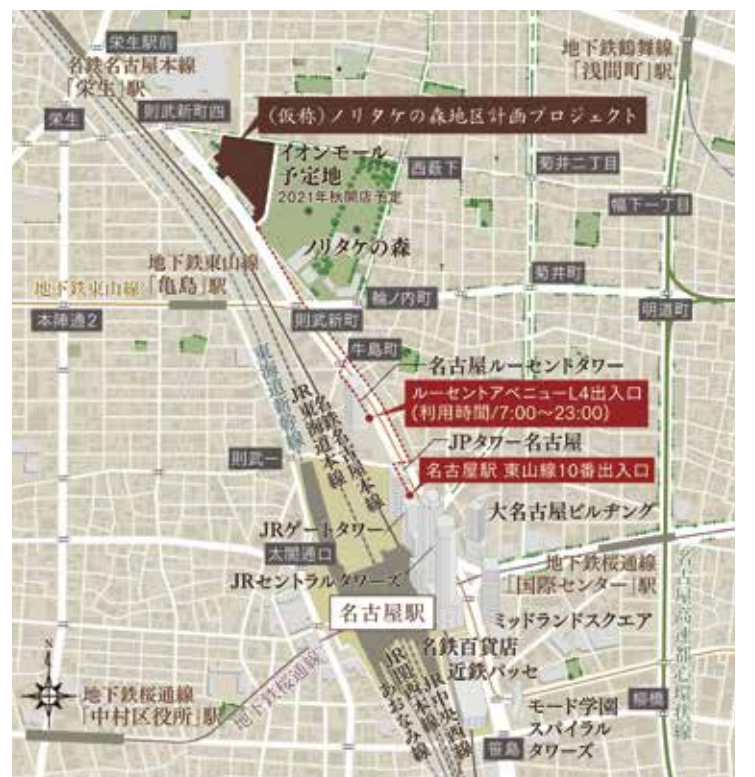 栄生駅前
名鉄名古屋本線
「栄生」駅
地下鉄鶴舞線
「浅間町」駅
則武新町四
栄生
(仮称)ノリタケの森地区計画プロジェクト
イオンモール
予定地
2021年秋開店予定
西薮下
菊井二丁目
幅下一丁目
ノリタケの森
地下鉄東山線
「亀島」駅
地下鉄東山線
菊井町
輪ノ内町
本陣通2
則武新町
明道町
牛島町
名古屋ルーセントタワー
東海道新幹線
JR東海道本線
名鉄名古屋本線
ルーセントアベニューL4出入口
(利用時間/7:00〜23:00)
則武一
JPタワー名古屋
名古屋駅 東山線10番出入口
大名古屋ビルヂング
JRゲートタワー
太閤通口
JRセントラルタワーズ
地下鉄桜通線
「国際センター」駅
名古屋高速都心環状線
名古屋駅
ミッドランドスクエア
名鉄百貨店
近鉄パッセ
N
地下鉄桜通線
「中村区役所」駅
地下鉄桜通線
JR関西本線
あおなみ線
JR中央西線
モード学園
スパイラル
タワーズ
柳橋
笹島